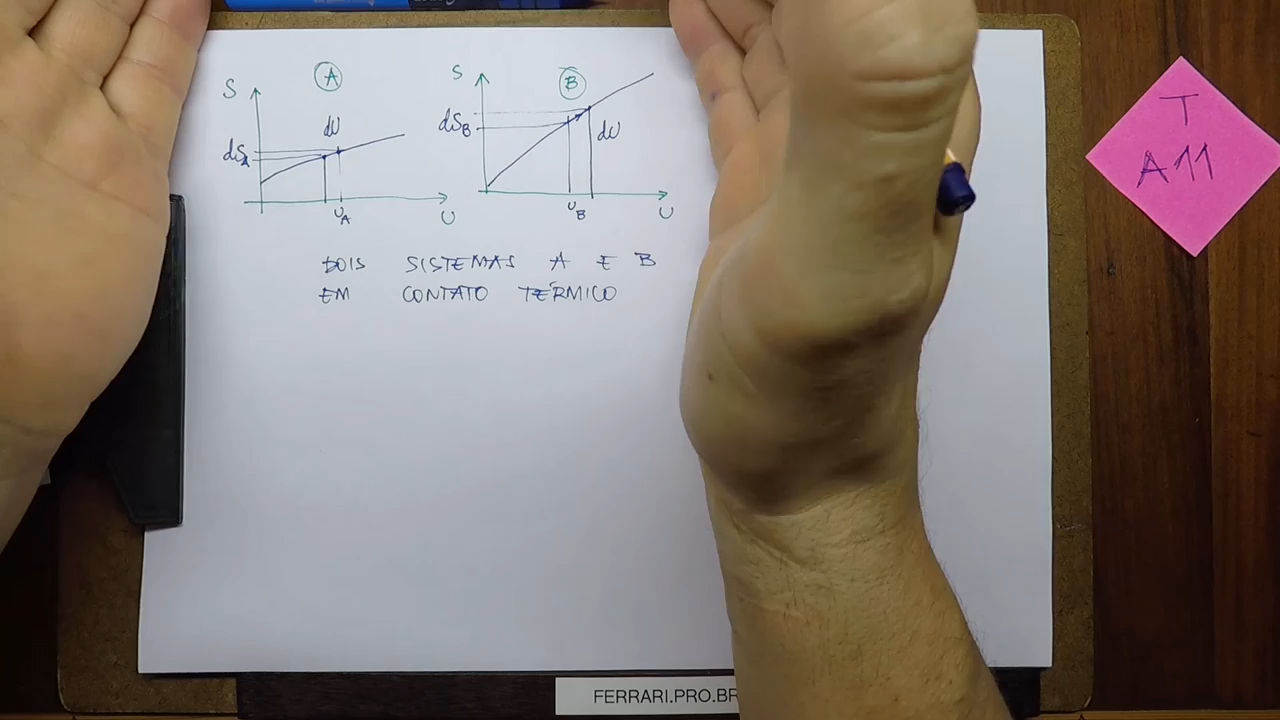 S
A
dU
dS_A
U_A
U
S
B
dS_B
dU
U_B
U
DOIS SISTEMAS A E B
EM CONTATO TÉRMICO
T
A11
FERRARI.PRO.BR